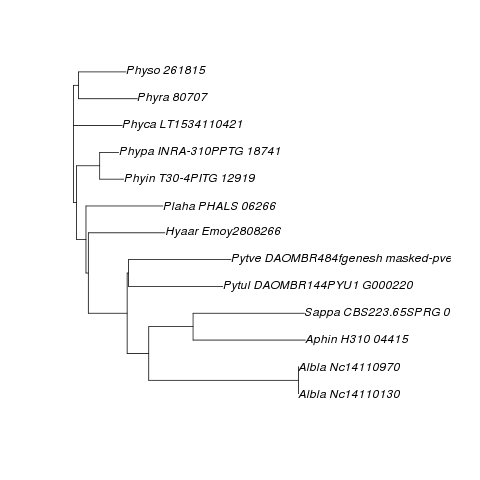 Physo 261815
Phyra 80707
Phyca LT1534110421
Phypa INRA-310PPTG 18741
Phyin T30-4PITG 12919
Plaha PHALS 06266
Hyaar Emoy2808266
Pytve DAOMBR484fgenesh masked-pve
Pytul DAOMBR144PYU1 G000220
Sappa CBS223.65SPRG 0
Aphin H310 04415
Albla Nc14110970
Albla Nc14110130